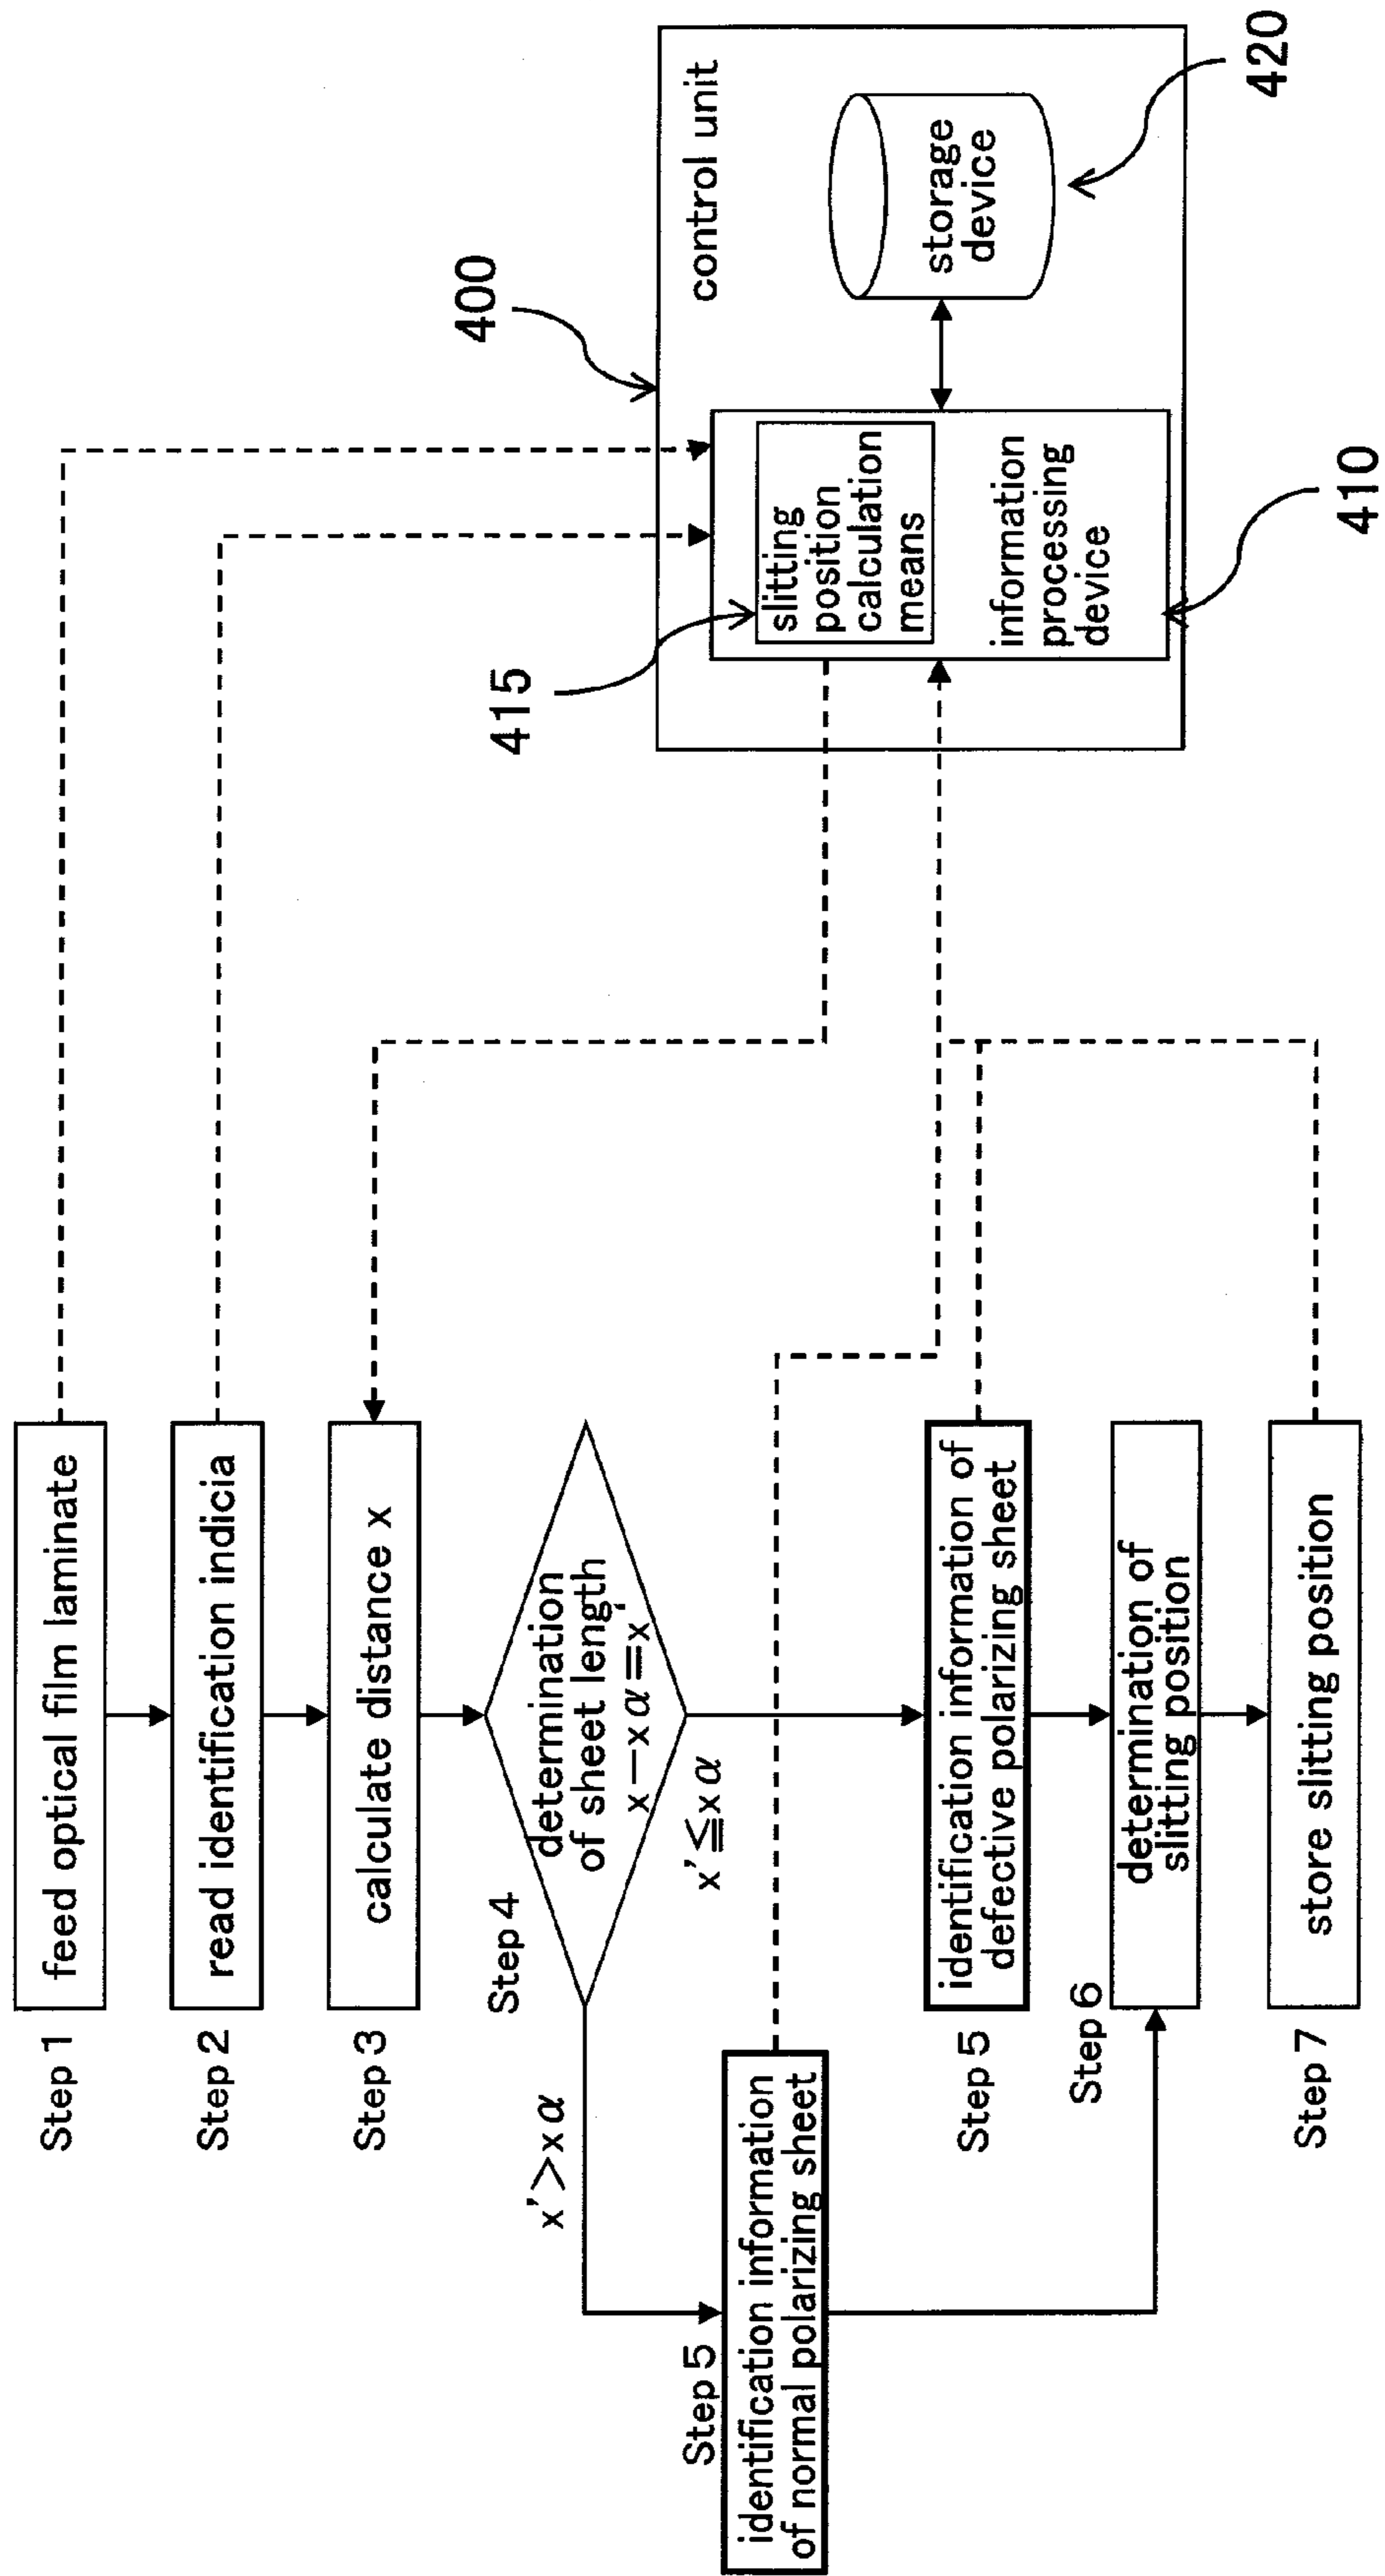 Step 1
feed optical film laminate
Step 2
read identification indicia
Step 3
calculate distance x
Step 4
determination
of sheet length
x－xα＝x'
x'＞xα
x'≦xα
Step 5
identification information
of normal polarizing sheet
Step 5
identification information of
defective polarizing sheet
Step 6
determination of
slitting position
Step 7
store slitting position
400
control unit
415
slitting
position
calculation
means
information
processing
device
410
storage
device
420